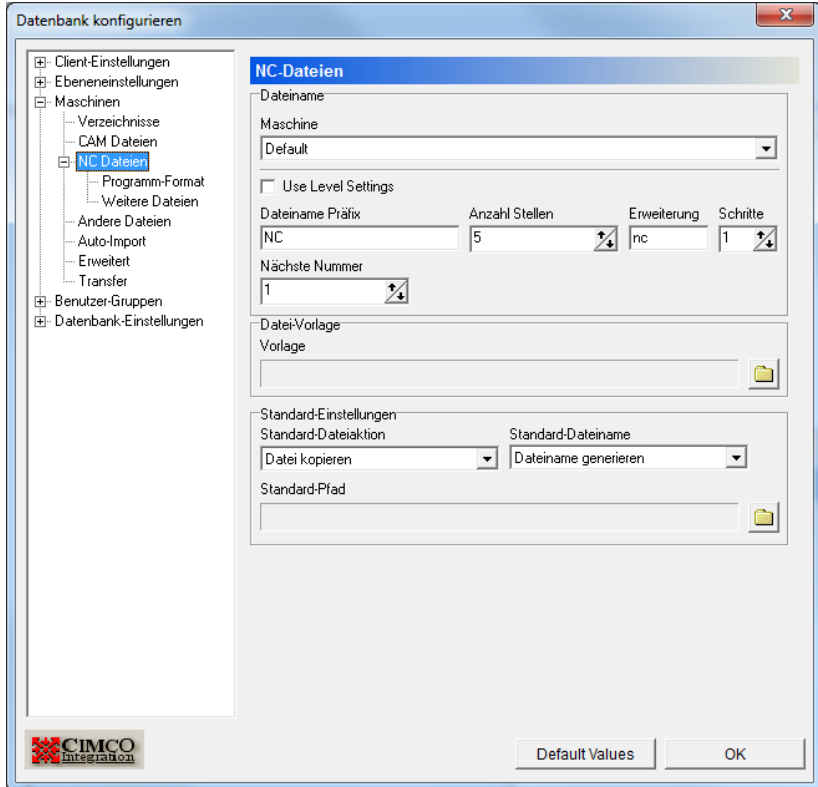 Datenbank konfigurieren
Client-Einstellungen
Ebeneneinstellungen
Maschinen
Verzeichnisse
CAM Dateien
NC Dateien
Programm-Format
Weitere Dateien
Andere Dateien
Auto-Import
Erweitert
Transfer
Benutzer-Gruppen
Datenbank-Einstellungen
NC-Dateien
Dateiname
Maschine
Default
Use Level Settings
Dateiname Präfix Anzahl Stellen Erweiterung Schritte
NC 5 nc 1
Nächste Nummer
1
Datei-Vorlage
Vorlage
Standard-Einstellungen
Standard-Dateiaktion Standard-Dateiname
Datei kopieren Dateiname generieren
Standard-Pfad
CIMCO
Integration
Default Values OK